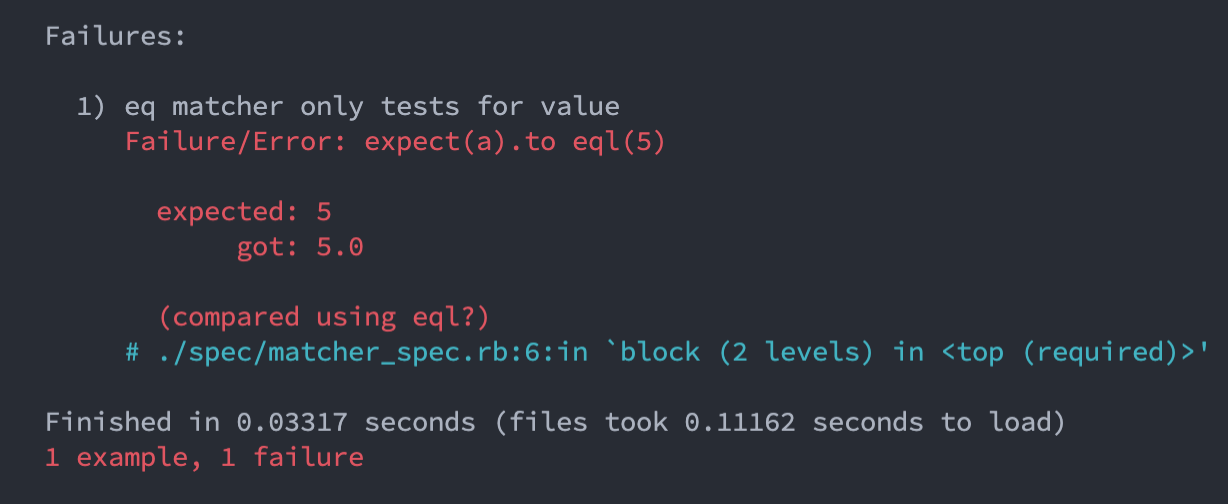 Failures:
1) eq matcher only tests for value
Failure/Error: expect(a).to eql(5)
expected: 5
got: 5.0
(compared using eql?)
# ./spec/matcher_spec.rb:6:in `block (2 levels) in <top (required)>'
Finished in 0.03317 seconds (files took 0.11162 seconds to load)
1 example, 1 failure